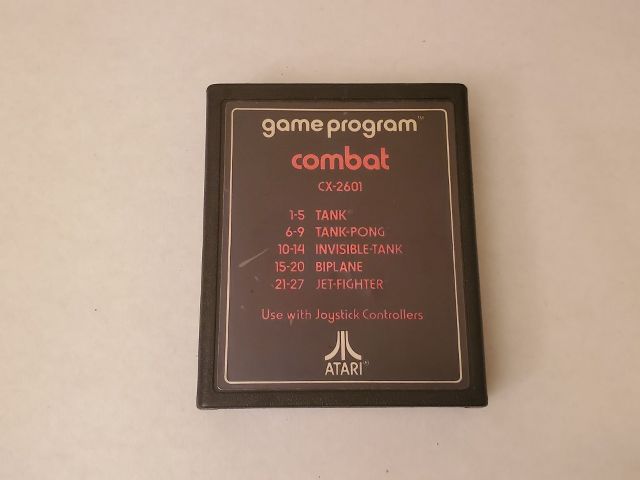 game program™
combat
CX-2601
1-5 TANK®
6-9 TANK-PONG
10-14 INVISIBLE-TANK
15-20 BIPLANE
21-27 JET-FIGHTER
Use with Joystick Controllers
ATARI®